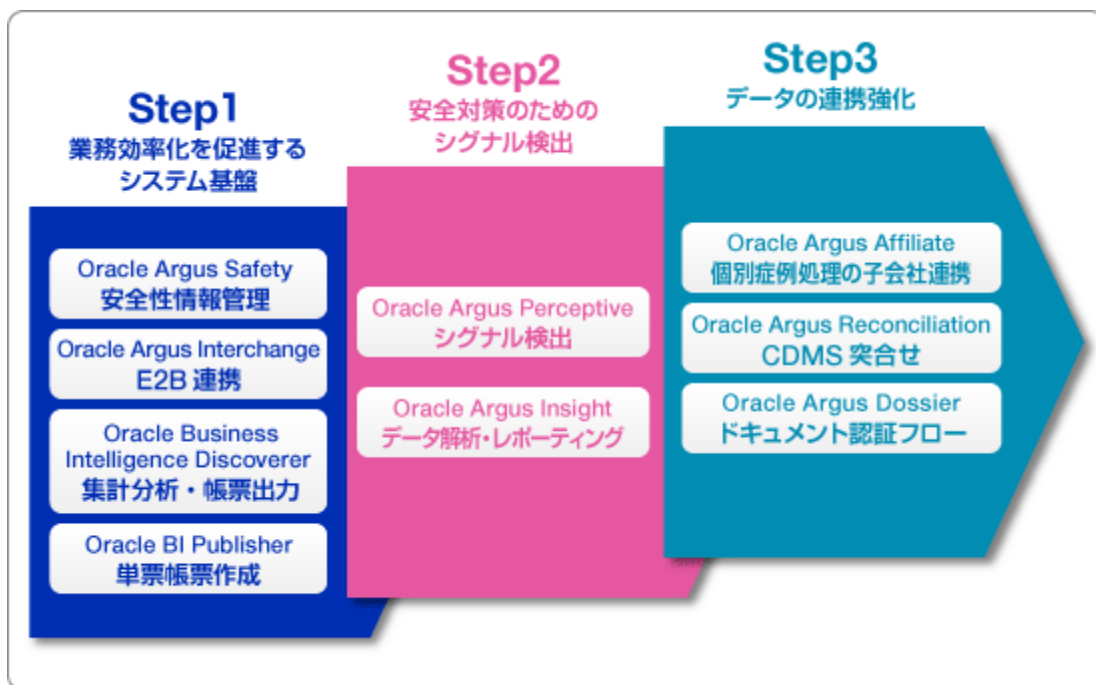 Step1
業務効率化を促進する
システム基盤
Oracle Argus Safety
安全性情報管理
Oracle Argus Interchange
E2B 連携
Oracle Business
Intelligence Discoverer
集計分析・帳票出力
Oracle BI Publisher
単票帳票作成
Step2
安全対策のための
シグナル検出
Oracle Argus Perceptive
シグナル検出
Oracle Argus Insight
データ解析・レポーティング
Step3
データの連携強化
Oracle Argus Affiliate
個別症例処理の子会社連携
Oracle Argus Reconciliation
CDMS 突合せ
Oracle Argus Dossier
ドキュメント認証フロー